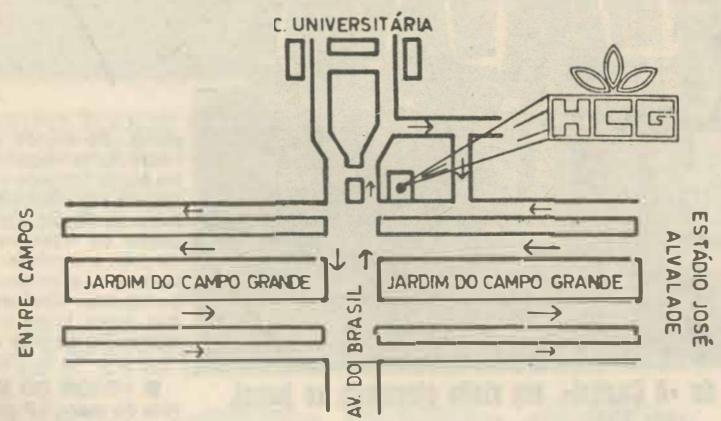 C. UNIVERSITÁRIA
HCG
ENTRE CAMPOS
JARDIM DO CAMPO GRANDE
JARDIM DO CAMPO GRANDE
ESTÁDIO JOSÉ
ALVALADE
AV. DO BRASIL